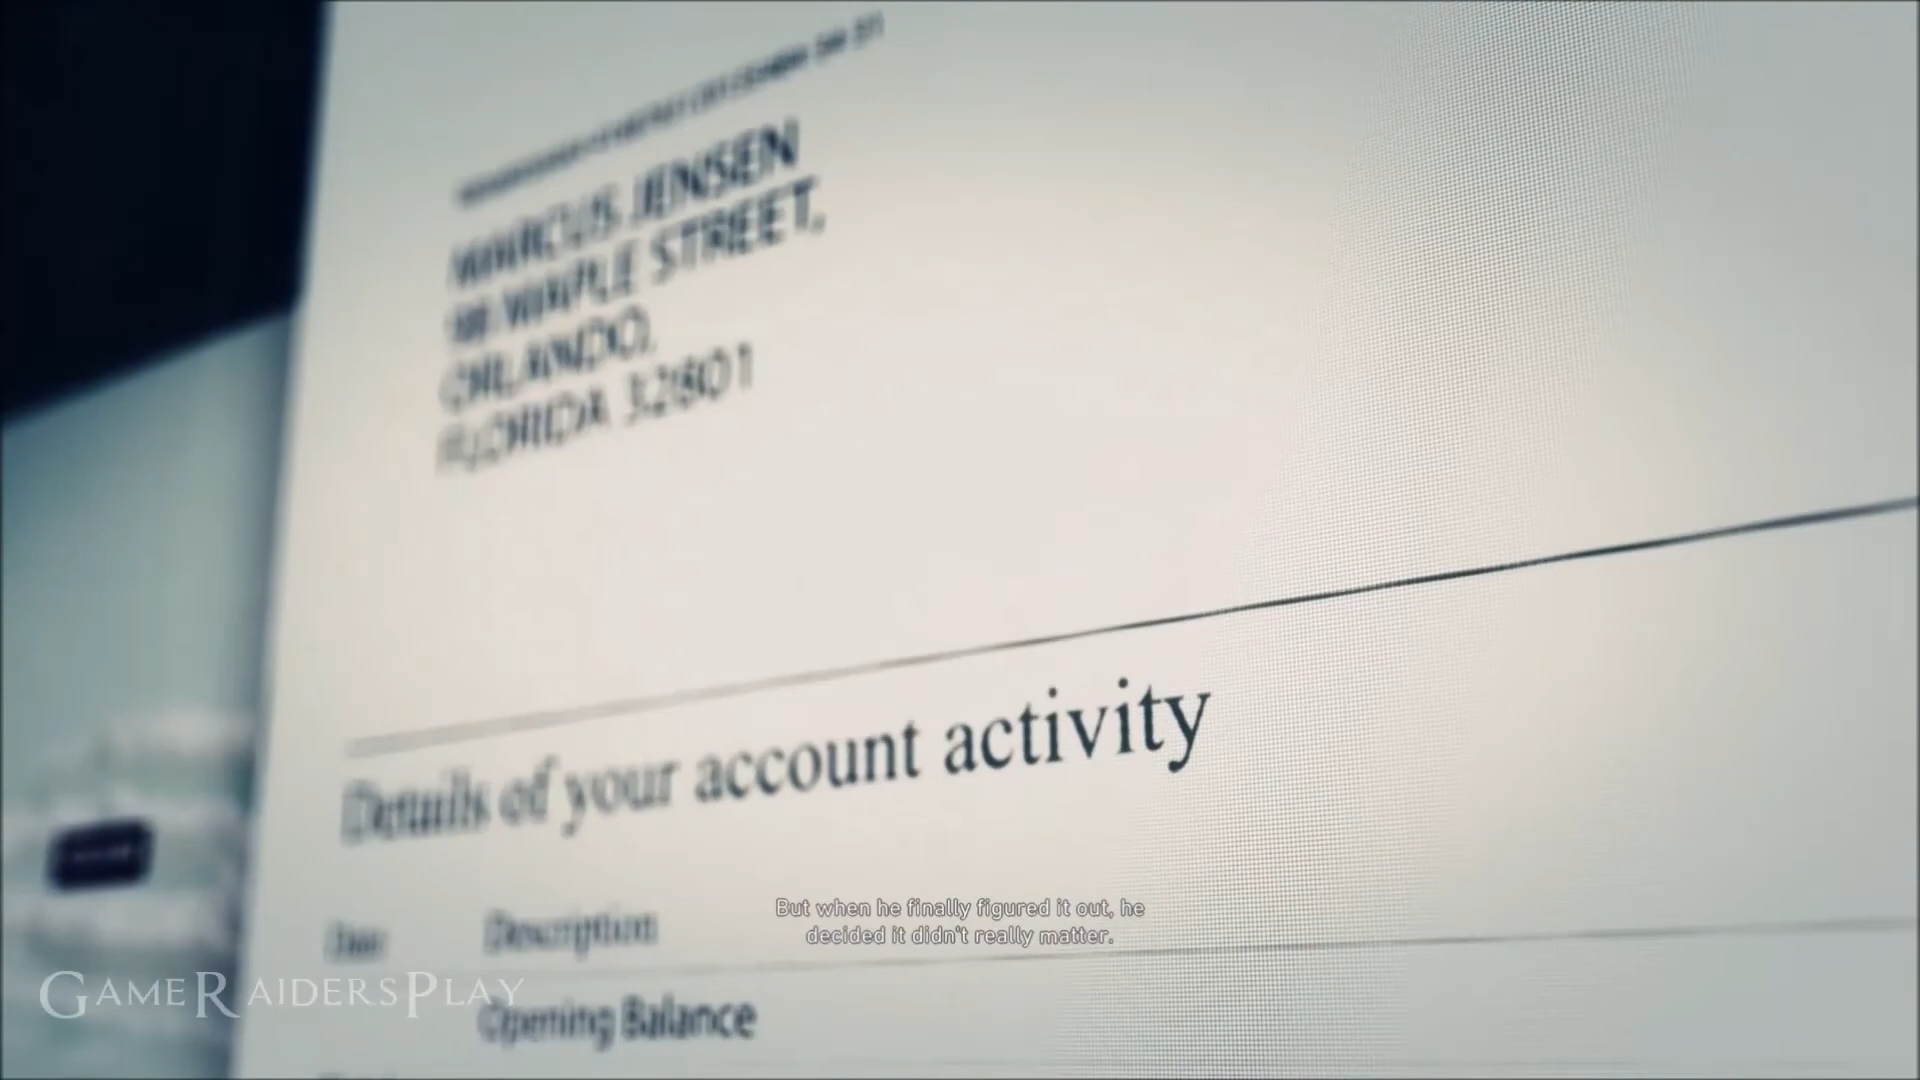 MARCUS JENSEN
MAPLE STREET,
ORLANDO,
FLORIDA 32801
Details of your account activity
Date Description
Opening Balance
But when he finally figured it out, he
decided it didn't really matter.
GAMERAIDERSPLAY